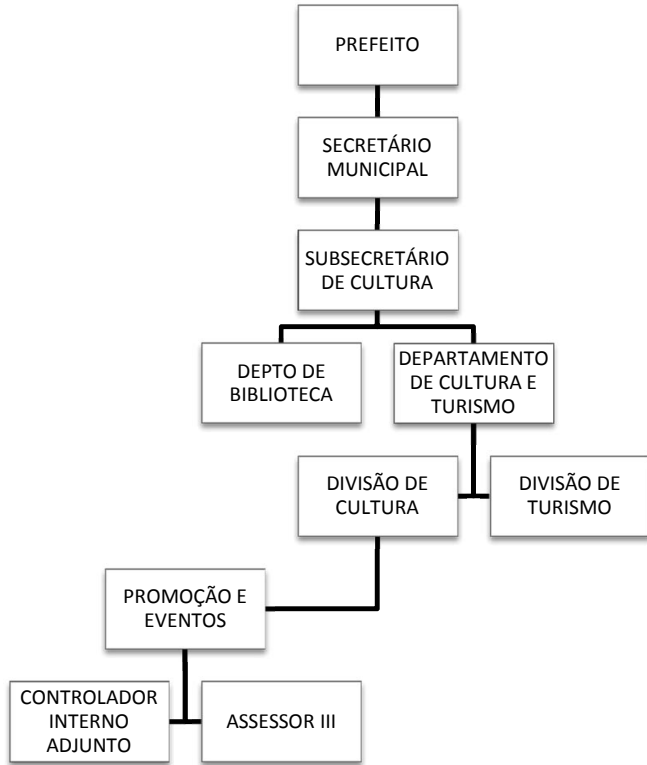 PREFEITO
SECRETÁRIO
MUNICIPAL
SUBSECRETÁRIO
DE CULTURA
DEPTO DE
BIBLIOTECA
DEPARTAMENTO
DE CULTURA E
TURISMO
DIVISÃO DE
CULTURA
DIVISÃO DE
TURISMO
PROMOÇÃO E
EVENTOS
CONTROLADOR
INTERNO
ADJUNTO
ASSESSOR III